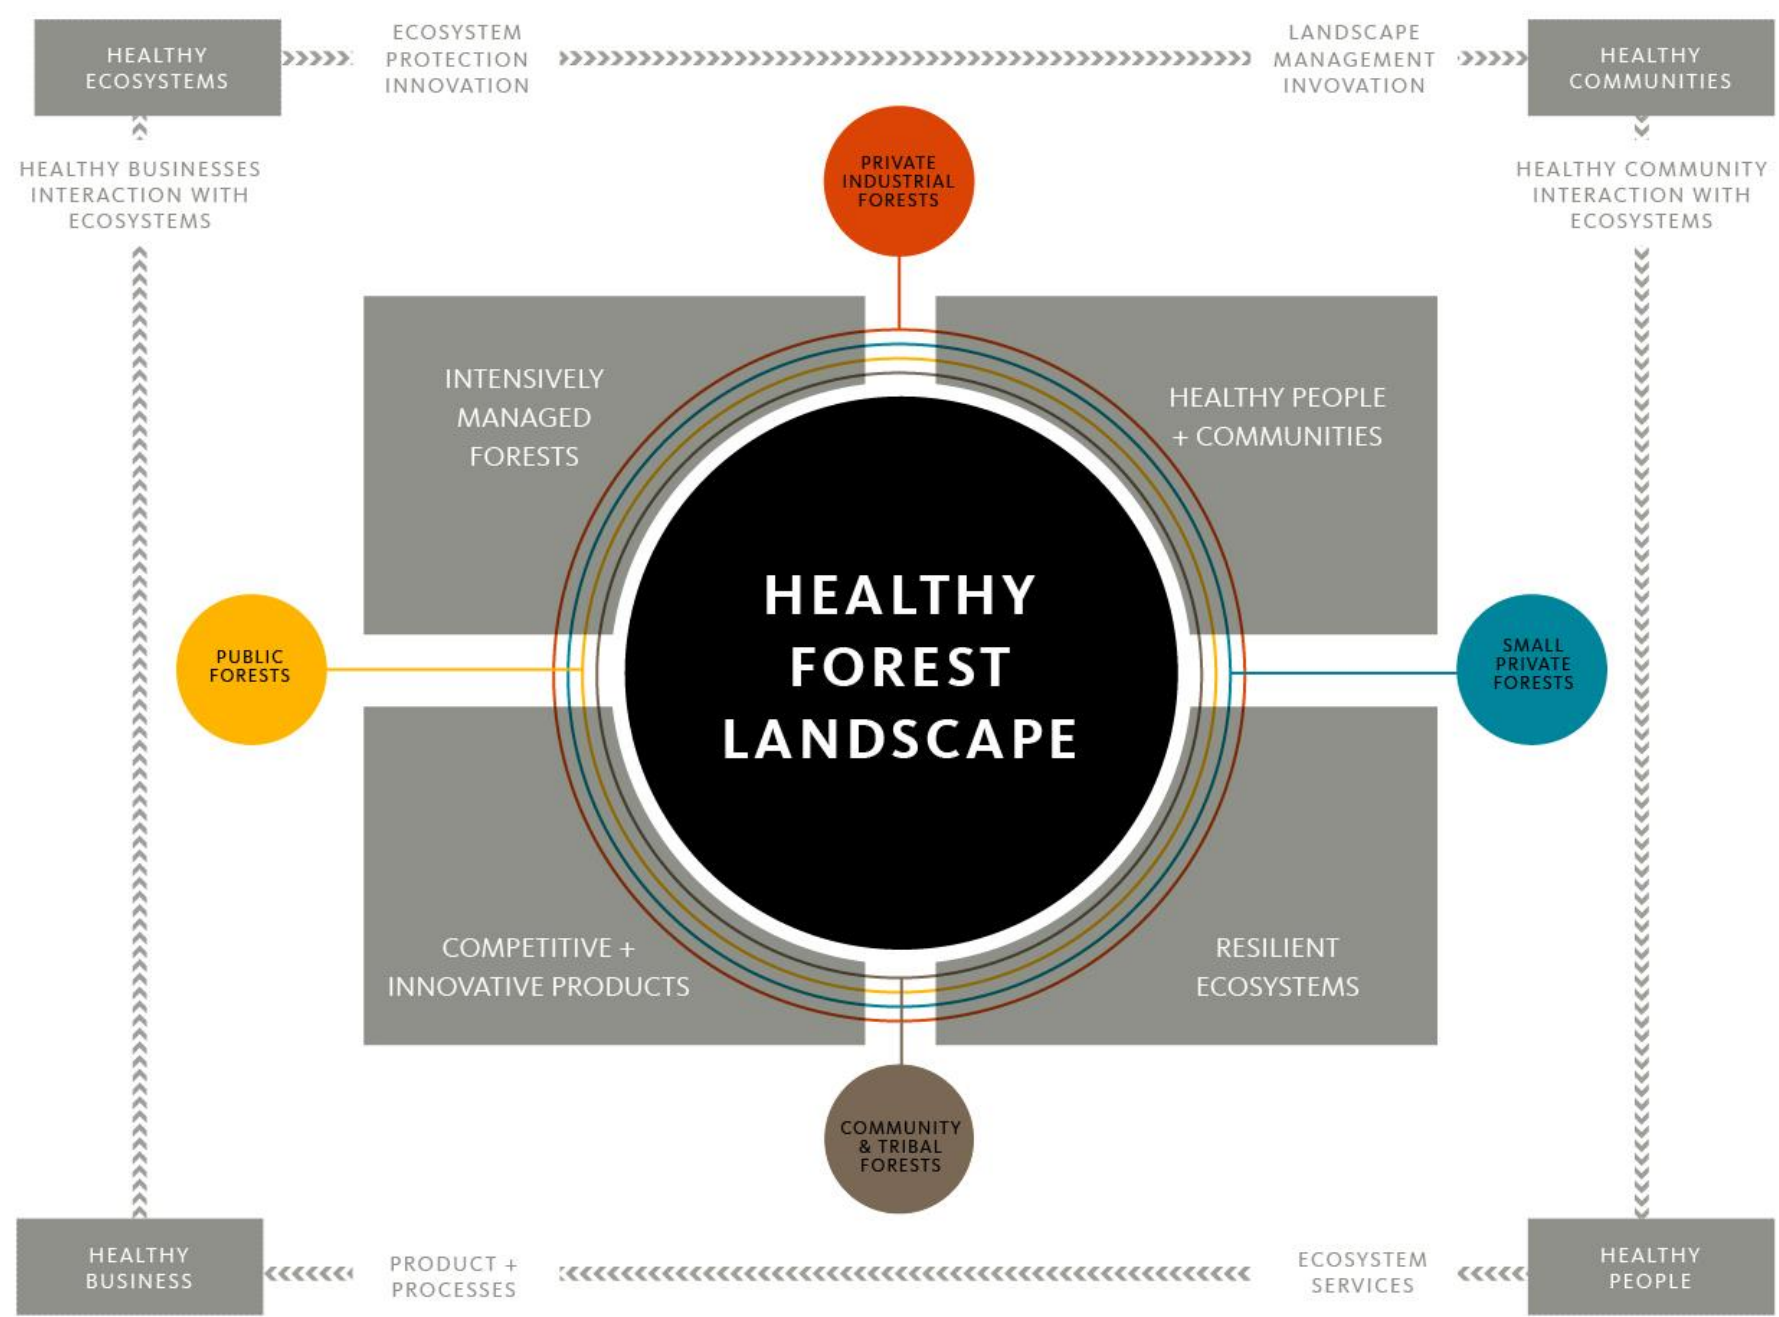 HEALTHY
ECOSYSTEMS
ECOSYSTEM
PROTECTION
INNOVATION
LANDSCAPE
MANAGEMENT
INVOVATION
HEALTHY
COMMUNITIES
HEALTHY BUSINESSES
INTERACTION WITH
ECOSYSTEMS
PRIVATE
INDUSTRIAL
FORESTS
HEALTHY COMMUNITY
INTERACTION WITH
ECOSYSTEMS
INTENSIVELY
MANAGED
FORESTS
HEALTHY PEOPLE
+ COMMUNITIES
HEALTHY
FOREST
LANDSCAPE
PUBLIC
FORESTS
SMALL
PRIVATE
FORESTS
COMPETITIVE +
INNOVATIVE PRODUCTS
RESILIENT
ECOSYSTEMS
COMMUNITY
& TRIBAL
FORESTS
HEALTHY
BUSINESS
PRODUCT +
PROCESSES
ECOSYSTEM
SERVICES
HEALTHY
PEOPLE